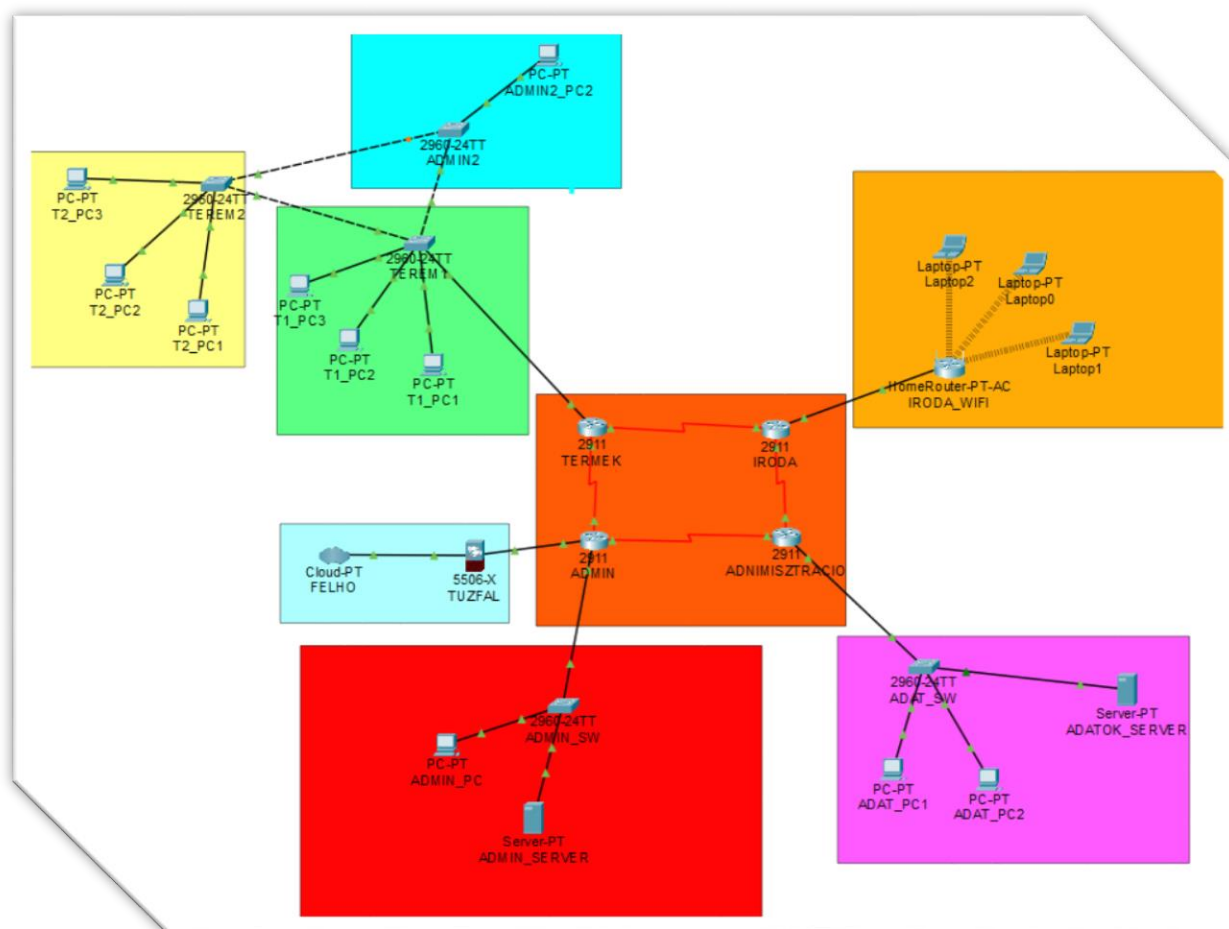 PC-PT
ADMIN2_PC2
2960-24TT
ADMIN2
PC-PT
T2_PC3
2960-24TT
TEREM2
PC-PT
T2_PC2
PC-PT
T2_PC1
2960-24TT
TEREM1
PC-PT
T1_PC3
PC-PT
T1_PC2
PC-PT
T1_PC1
Laptop-PT
Laptop2
Laptop-PT
Laptop0
Laptop-PT
Laptop1
HomeRouter-PT-AC
IRODA_WIFI
2911
TERMEK
2911
IRODA
2911
ADMIN
2911
ADNIMISZTRACIO
Cloud-PT
FELHO
5506-X
TUZFAL
2960-24TT
ADMIN_SW
PC-PT
ADMIN_PC
Server-PT
ADMIN_SERVER
2960-24TT
ADAT_SW
Server-PT
ADATOK_SERVER
PC-PT
ADAT_PC1
PC-PT
ADAT_PC2